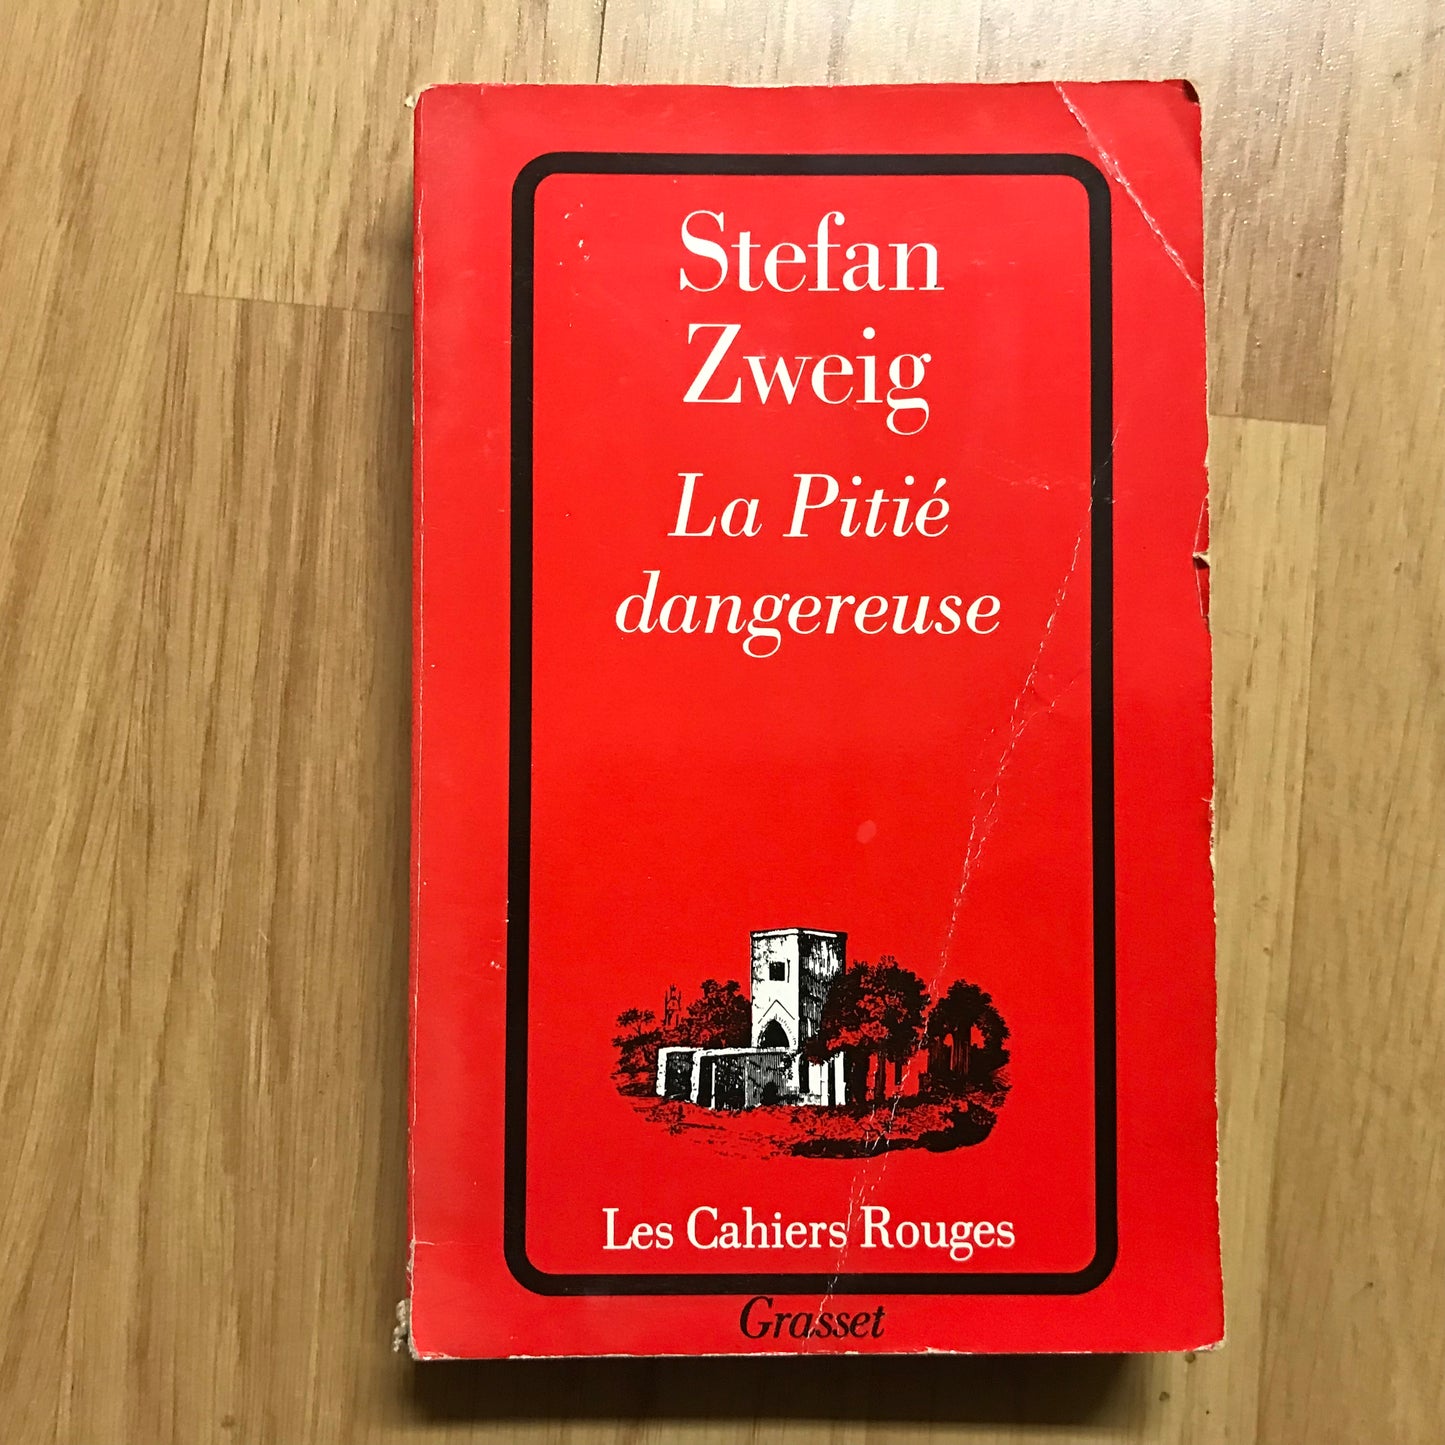 Stefan
Zweig
La Pitié
dangereuse
Les Cahiers Rouges
Grasset